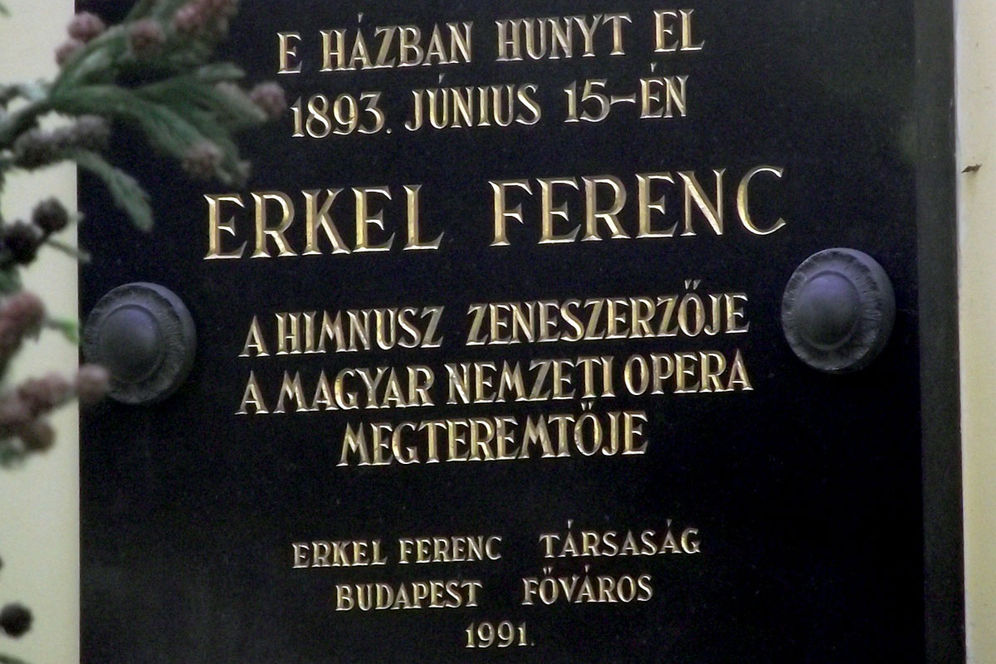 E HÁZBAN HUNYT EL
1893. JÚNIUS 15-ÉN
ERKEL FERENC
A HIMNUSZ ZENESZERZŐJE
A MAGYAR NEMZETI OPERA
MEGTEREMTŐJE
ERKEL FERENC TÁRSASÁG
BUDAPEST FŐVÁROS
1991.